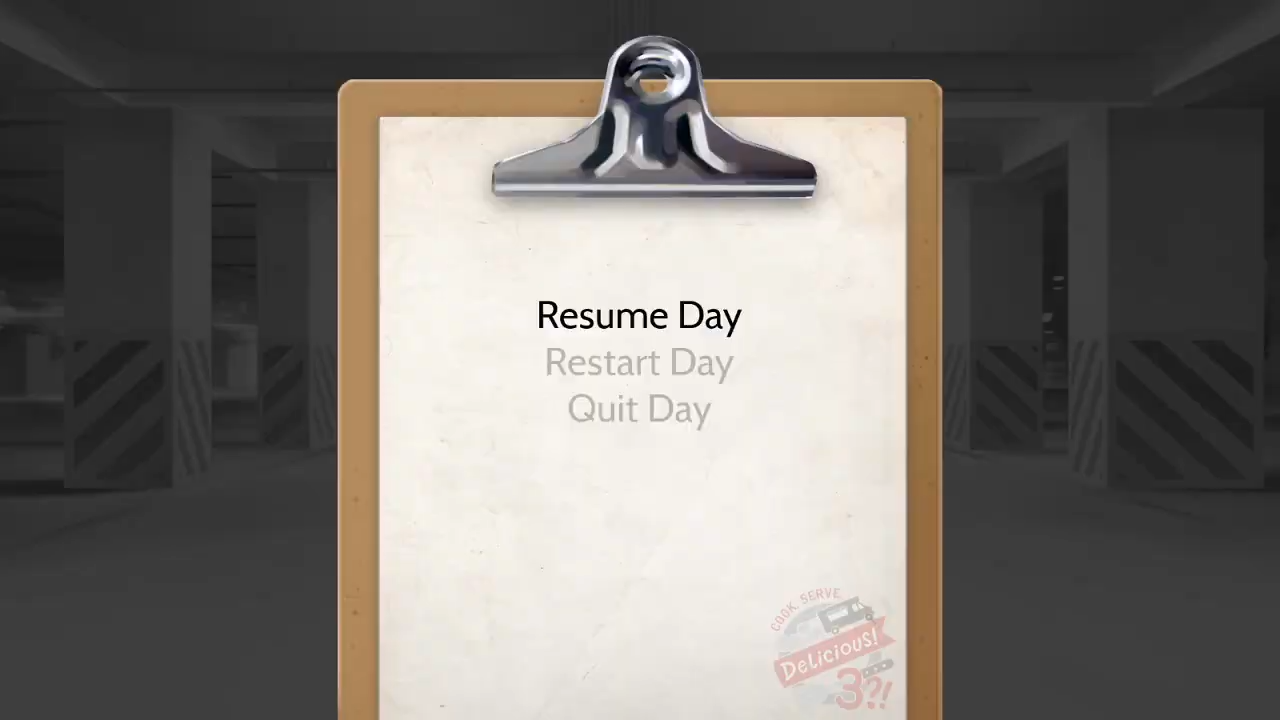 Resume Day
Restart Day
Quit Day
COOK, SERVE,
Delicious!
3?!